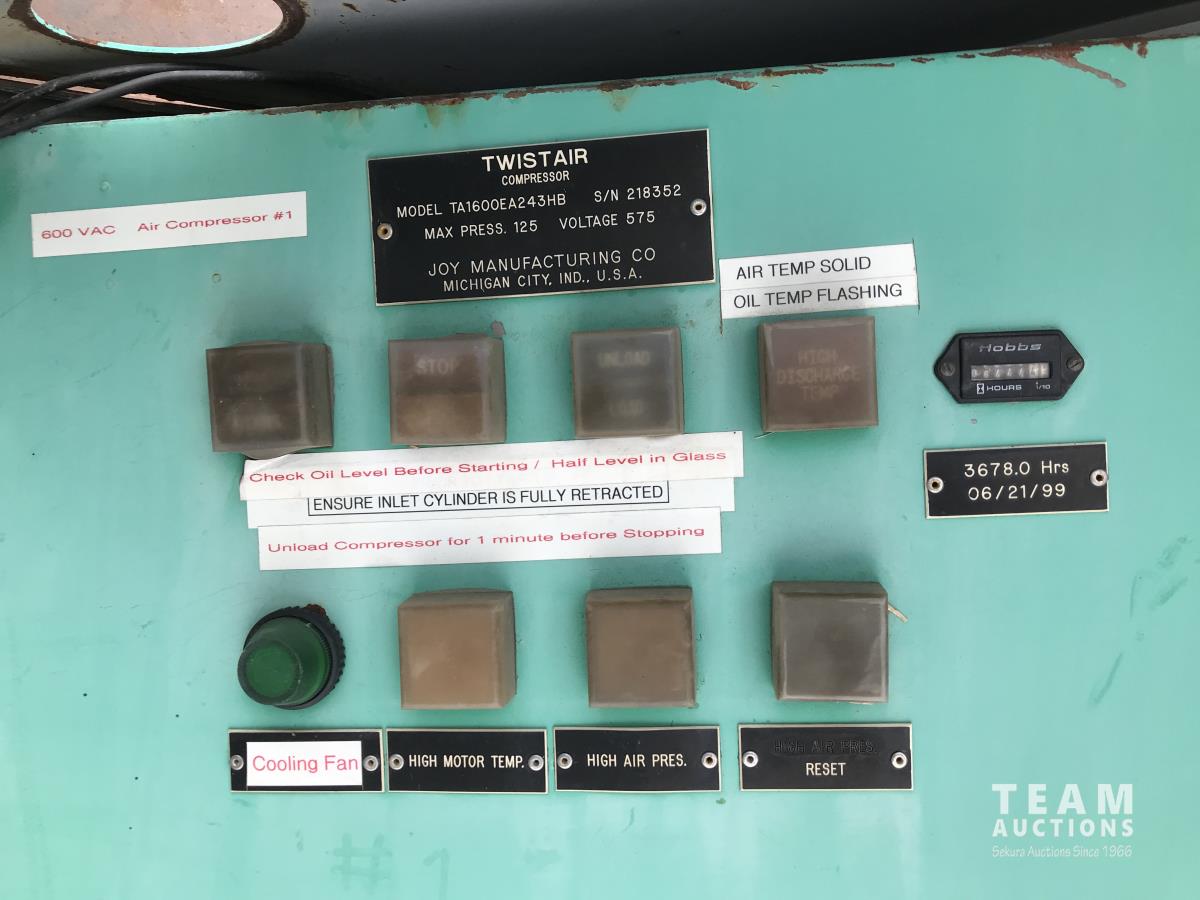 TWISTAIR
COMPRESSOR
MODEL TA1600EA243HB S/N 218352
MAX PRESS. 125 VOLTAGE 575
JOY MANUFACTURING CO
MICHIGAN CITY, IND., U.S.A.
600 VAC Air Compressor #1
AIR TEMP SOLID
OIL TEMP FLASHING
STOP
UNLOAD
LOAD
HIGH
DISCHARGE
TEMP
Hobbs
HOURS 1/10
3678.0 Hrs
06/21/99
Check Oil Level Before Starting / Half Level in Glass
ENSURE INLET CYLINDER IS FULLY RETRACTED
Unload Compressor for 1 minute before Stopping
Cooling Fan
HIGH MOTOR TEMP.
HIGH AIR PRES.
HIGH AIR PRES.
RESET
# 1
TEAM
AUCTIONS
Sekura Auctions Since 1966